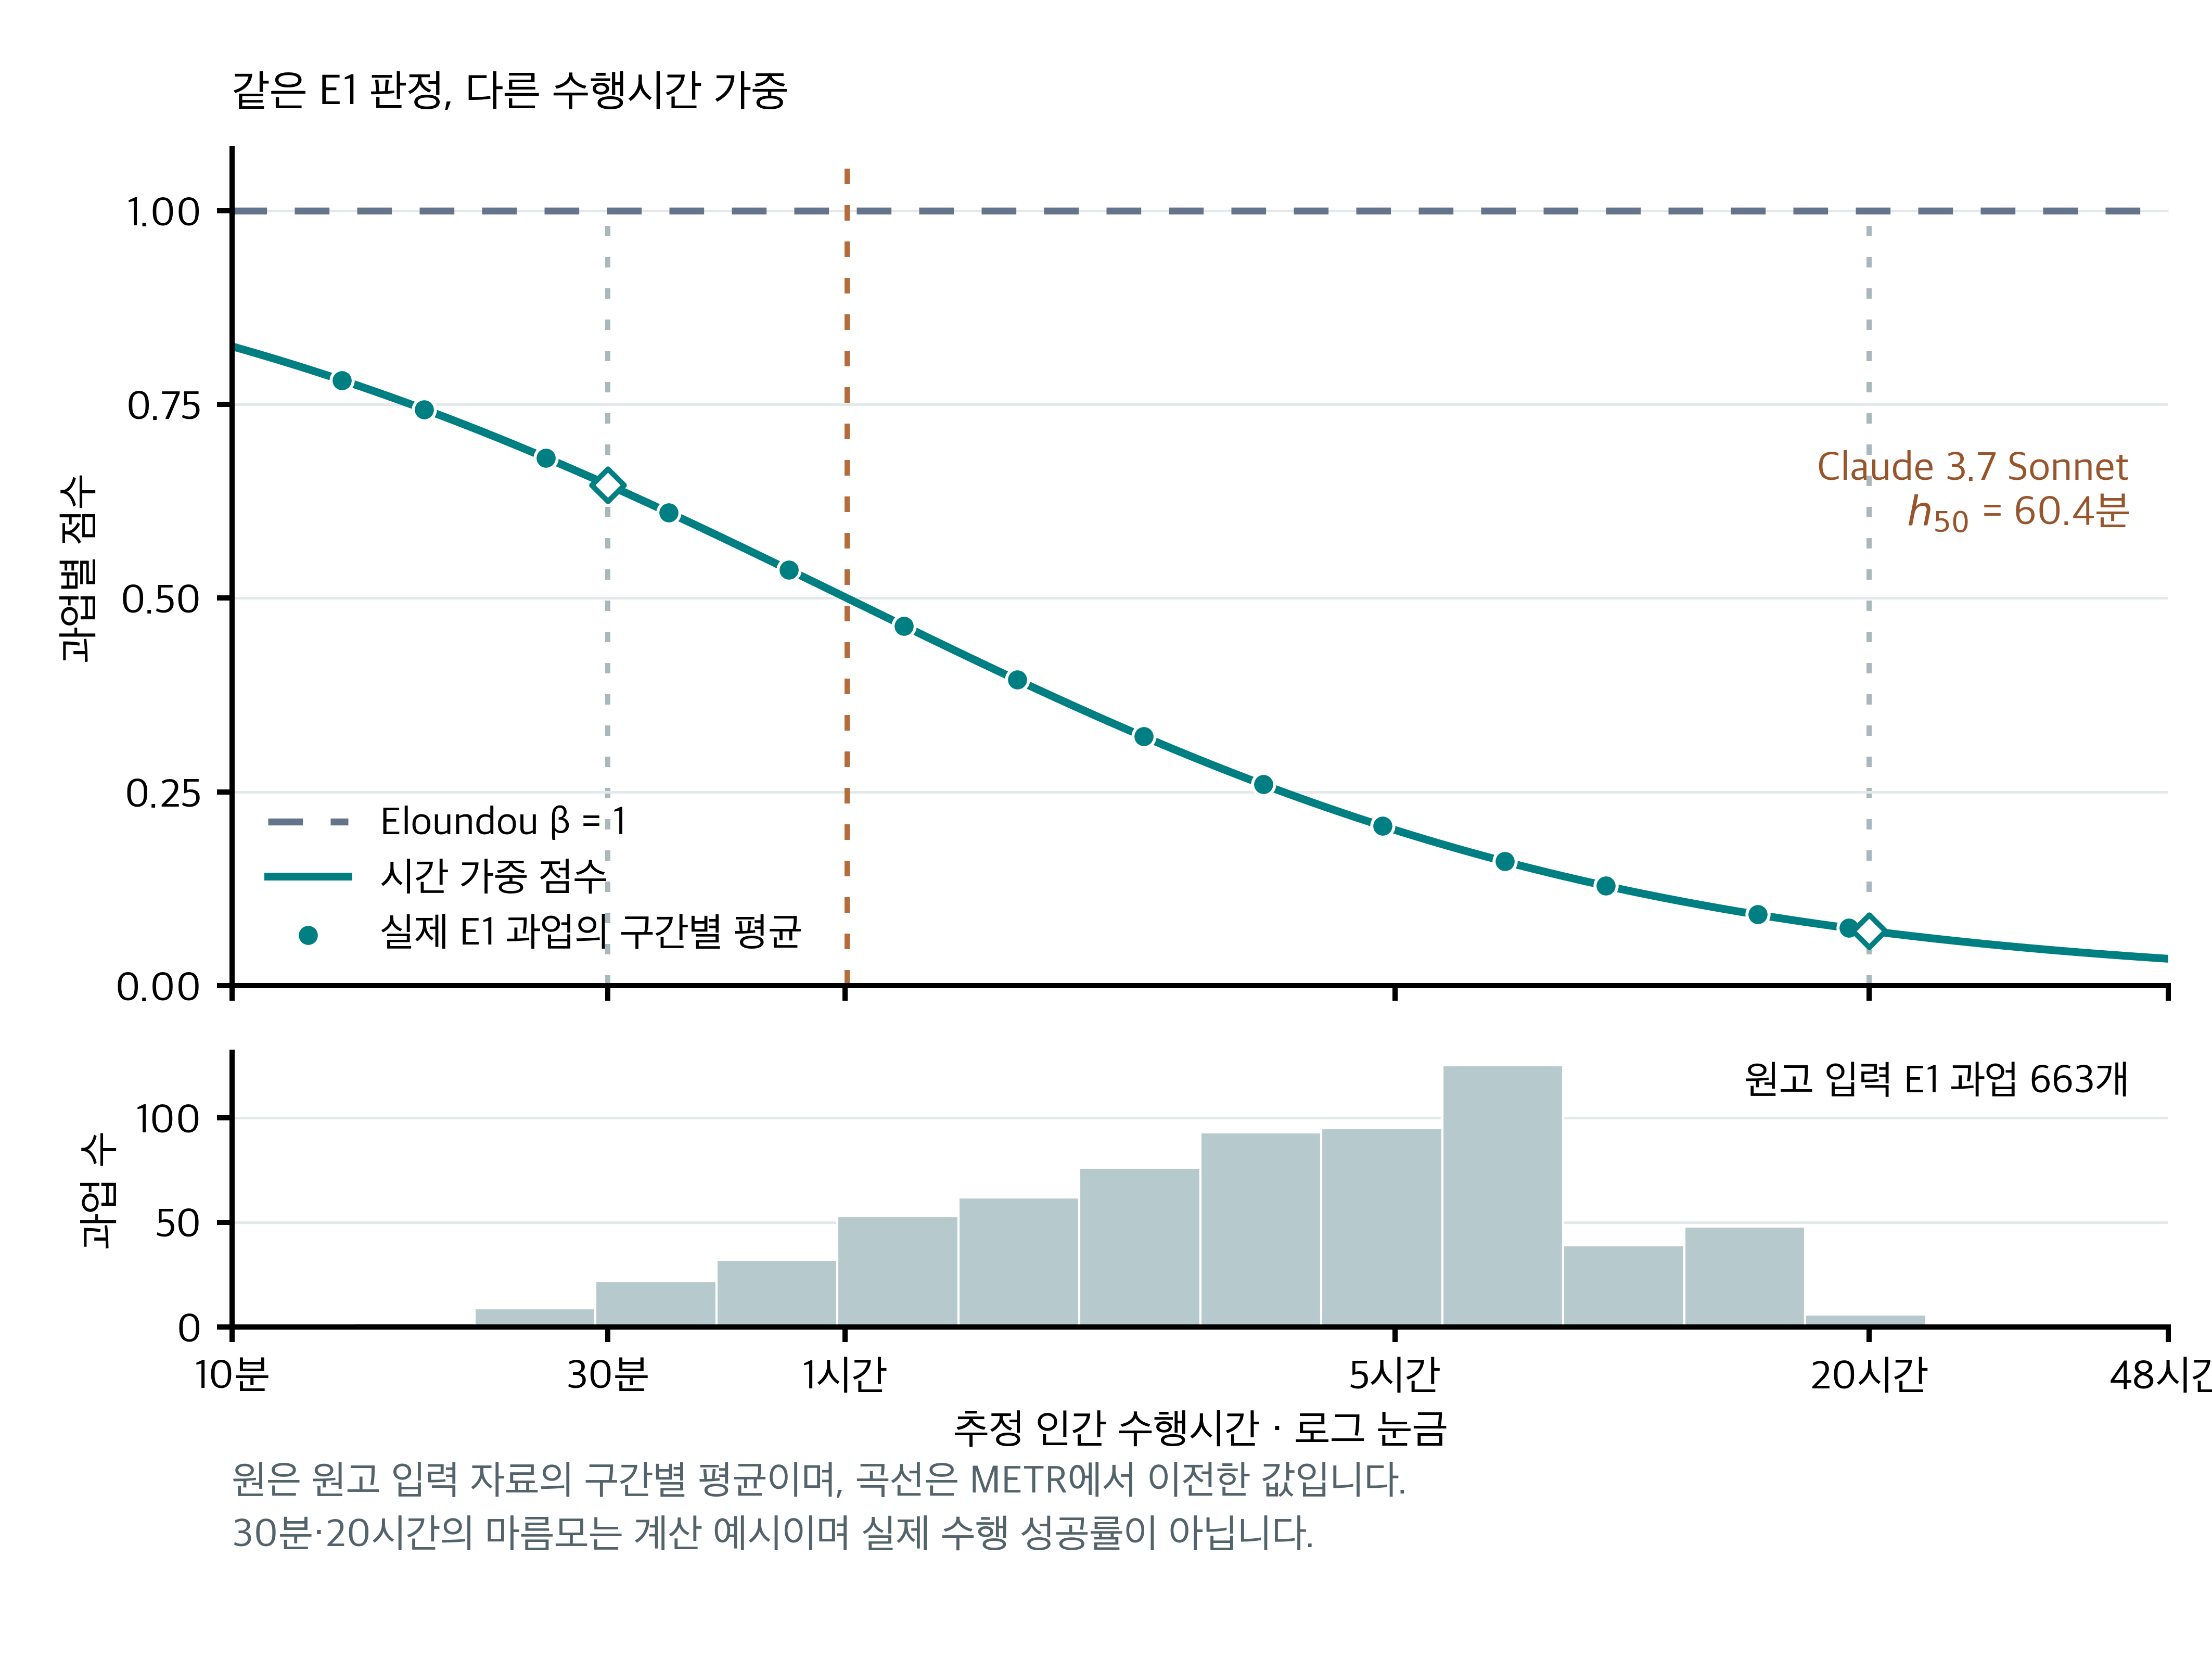 같은 E1 판정, 다른 수행시간 가중
과업별 점수
1.00
0.75
0.50
0.25
0.00
Claude 3.7 Sonnet
h50 = 60.4분
Eloundou β = 1
시간 가중 점수
실제 E1 과업의 구간별 평균
과업 수
100
50
0
원고 입력 E1 과업 663개
10분 30분 1시간 5시간 20시간 48시간
추정 인간 수행시간 · 로그 눈금
원은 원고 입력 자료의 구간별 평균이며, 곡선은 METR에서 이전한 값입니다.
30분·20시간의 마름모는 계산 예시이며 실제 수행 성공률이 아닙니다.